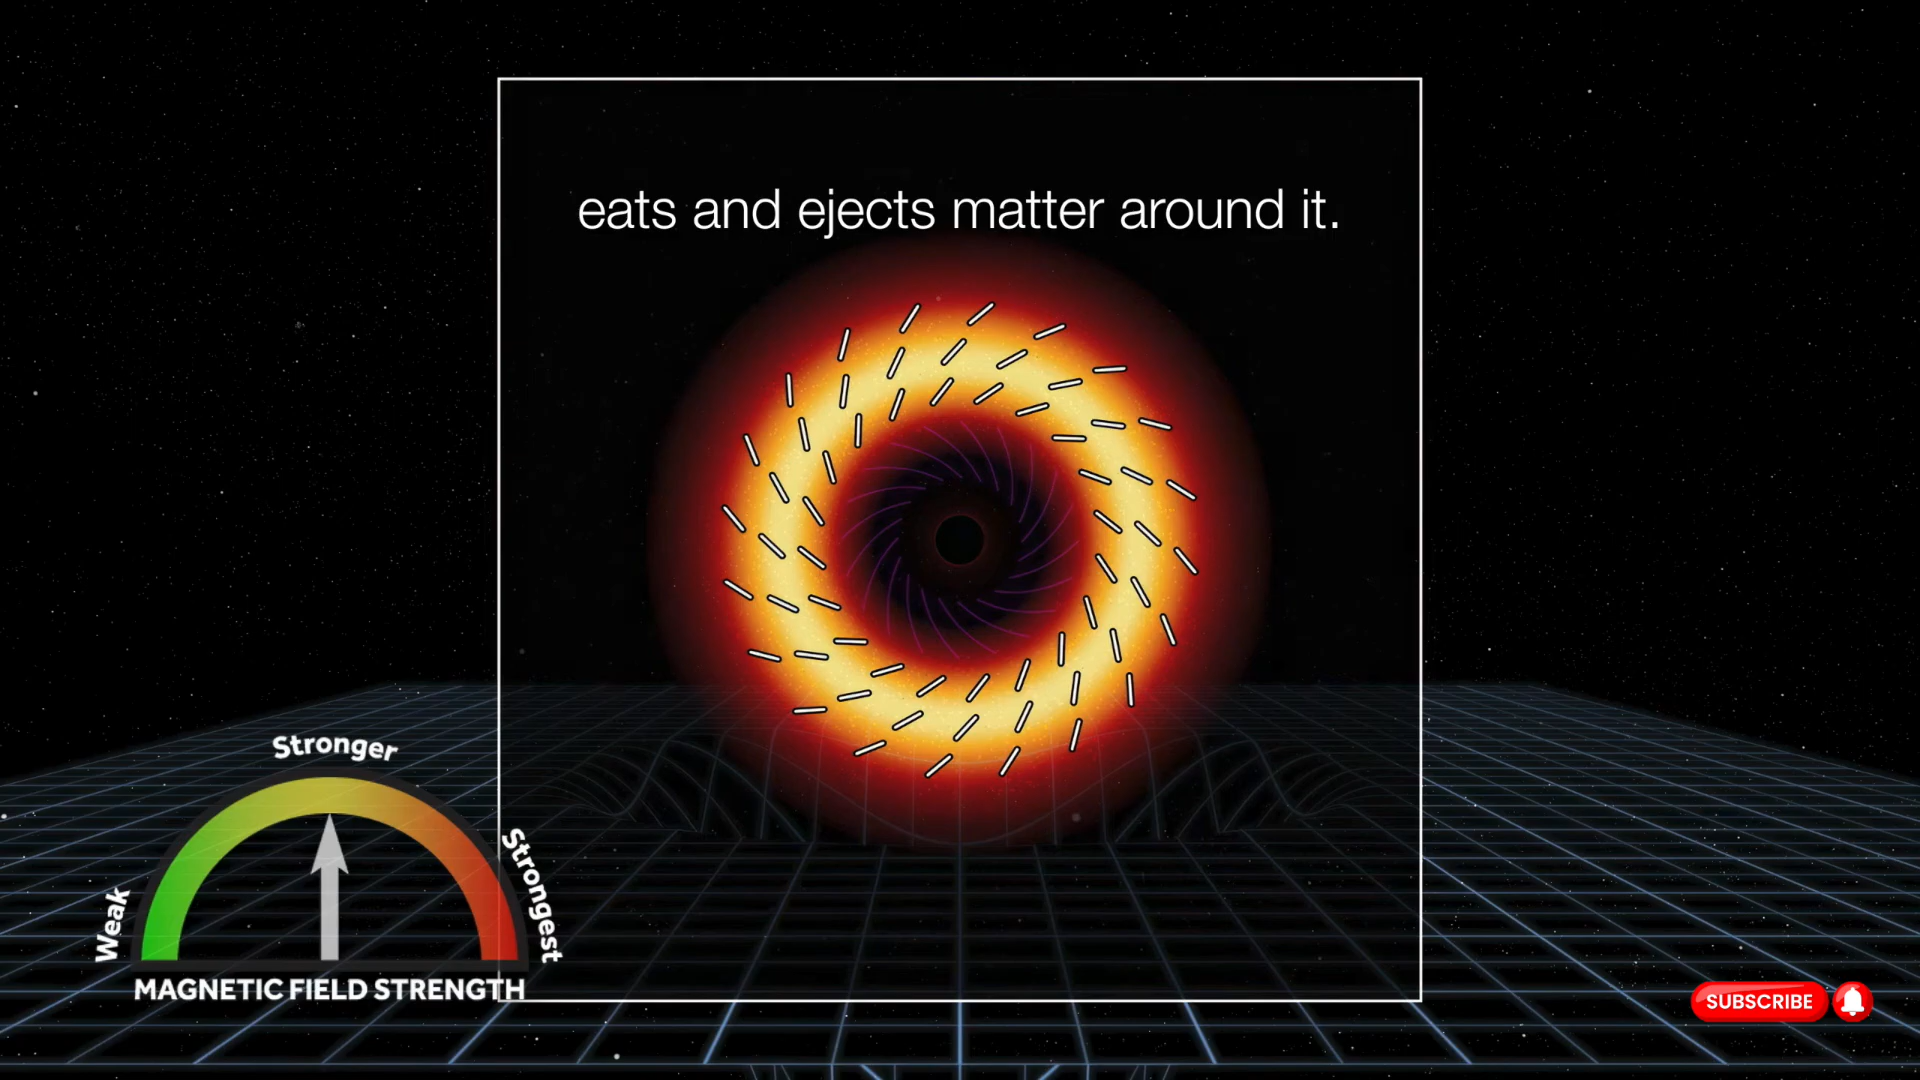 eats and ejects matter around it.
Stronger
Weak
Strongest
MAGNETIC FIELD STRENGTH
SUBSCRIBE